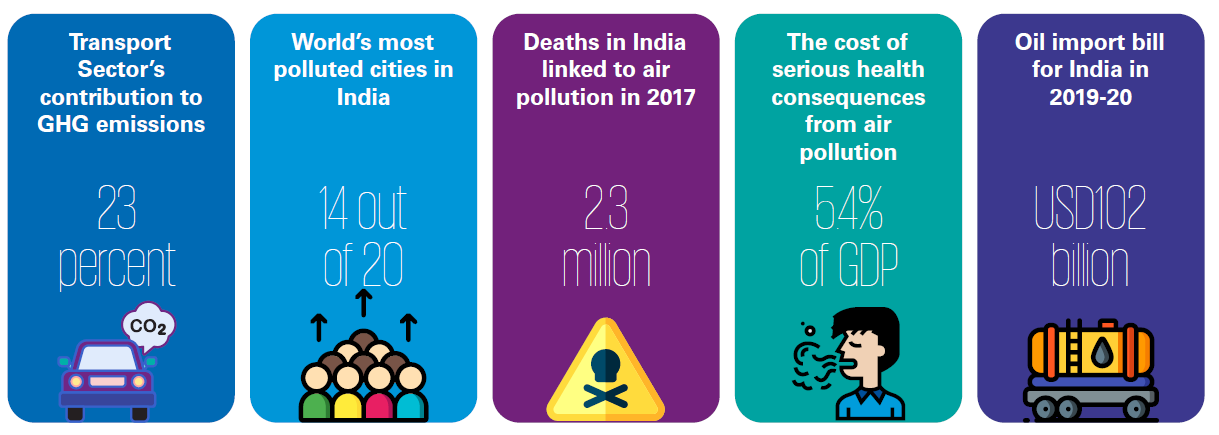 Transport
Sector's
contribution to
GHG emissions
23
percent
CO2
World's most
polluted cities in
India
14 out
of 20
Deaths in India
linked to air
pollution in 2017
2.3
million
The cost of
serious health
consequences
from air
pollution
5.4%
of GDP
Oil import bill
for India in
2019-20
USD102
billion